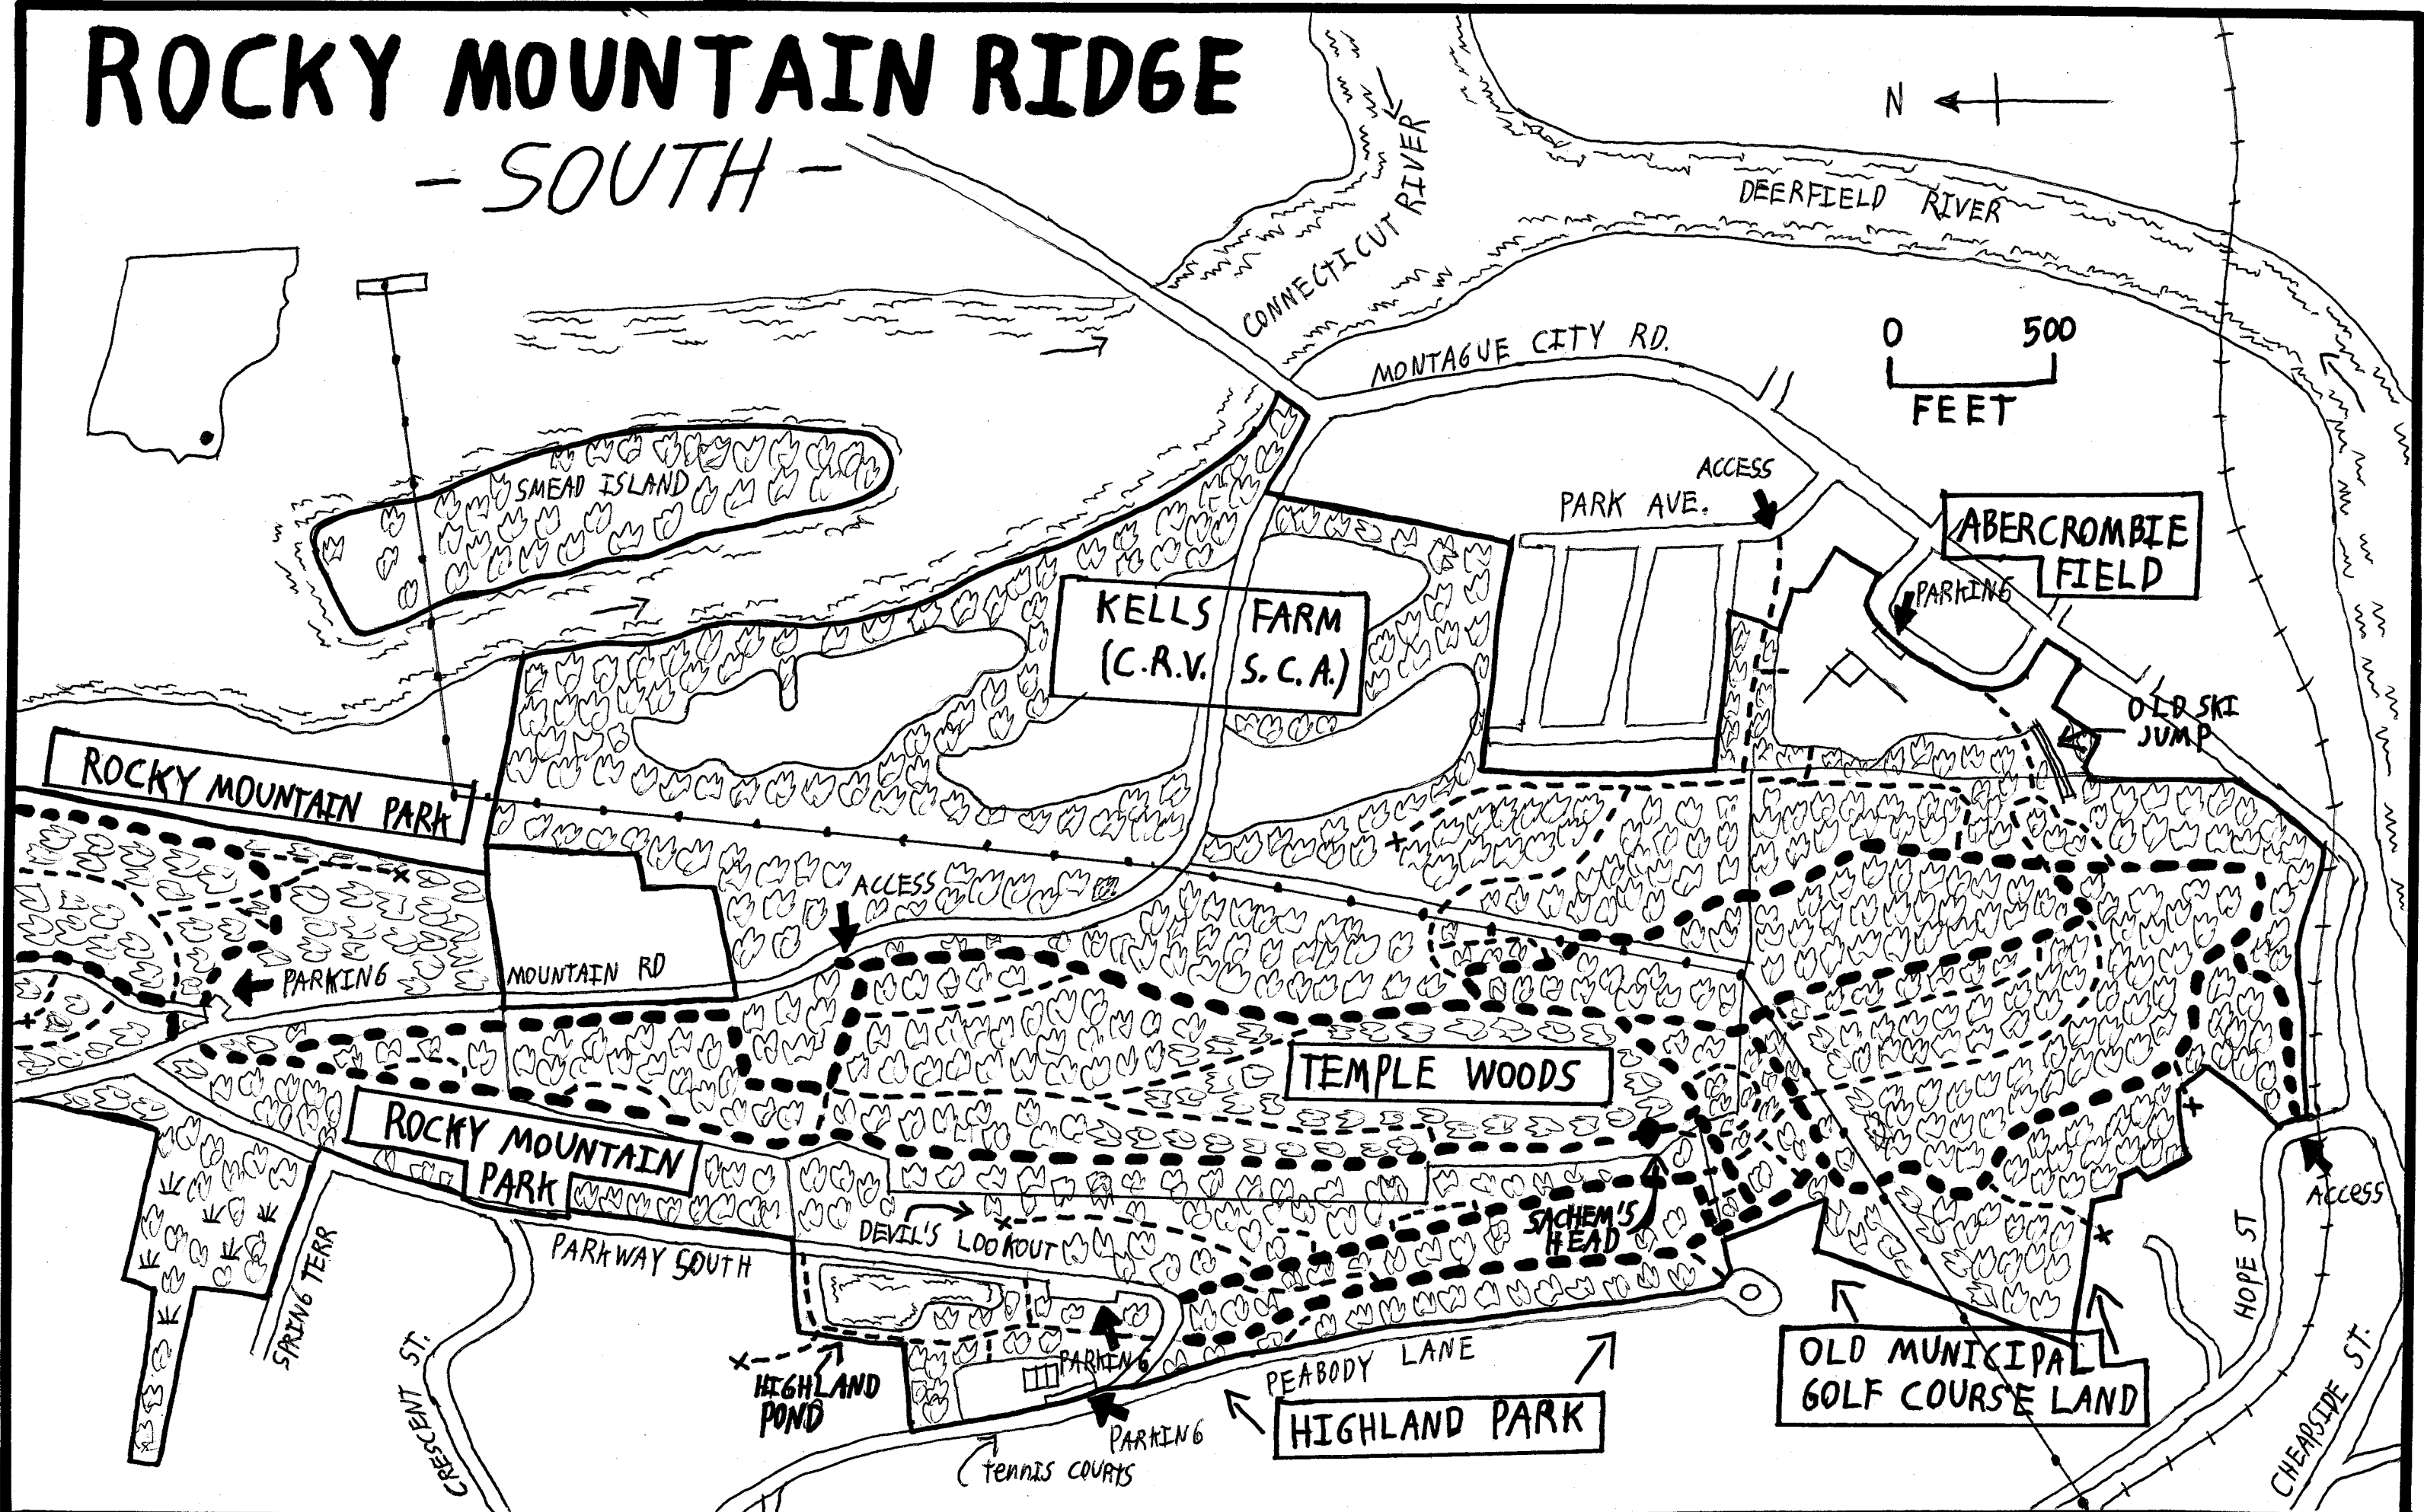 ROCKY MOUNTAIN RIDGE
- SOUTH -
N
CONNECTICUT RIVER
DEERFIELD RIVER
0 500
FEET
MONTAGUE CITY RD.
SMEAD ISLAND
ACCESS
PARK AVE.
ABERCROMBIE
FIELD
PARKING
KELLS FARM
(C.R.V. S.C.A.)
OLD SKI
JUMP
ROCKY MOUNTAIN PARK
ACCESS
PARKING
MOUNTAIN RD
TEMPLE WOODS
ROCKY MOUNTAIN
PARK
ACCESS
SACHEM'S
HEAD
DEVIL'S LOOKOUT
PARKWAY SOUTH
SPRING TERR
CRESCENT ST.
HIGHLAND
POND
PARKING
PEABODY LANE
HOPE ST
OLD MUNICIPAL
GOLF COURSE LAND
HIGHLAND PARK
PARKING
TENNIS COURTS
CHEAPSIDE ST.